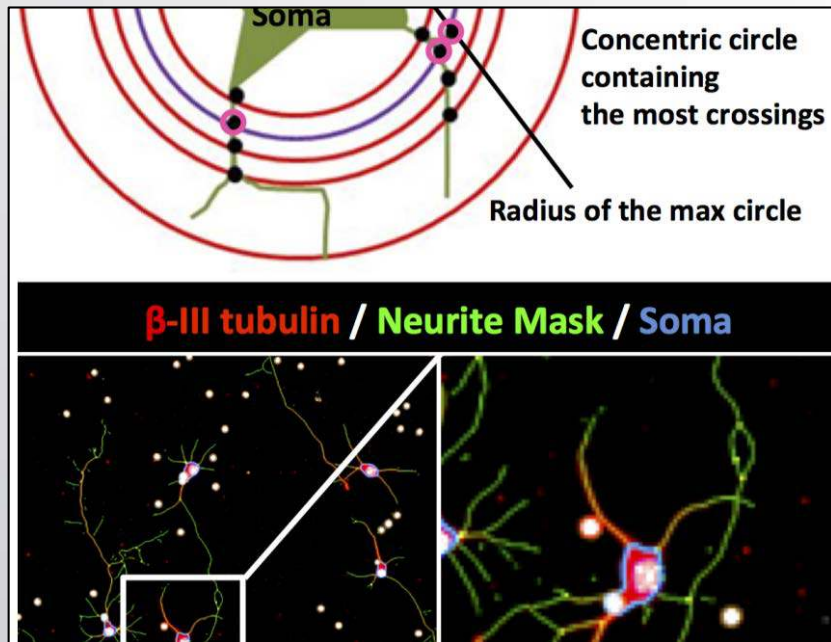 Soma
Concentric circle
containing
the most crossings
Radius of the max circle
β-III tubulin / Neurite Mask / Soma